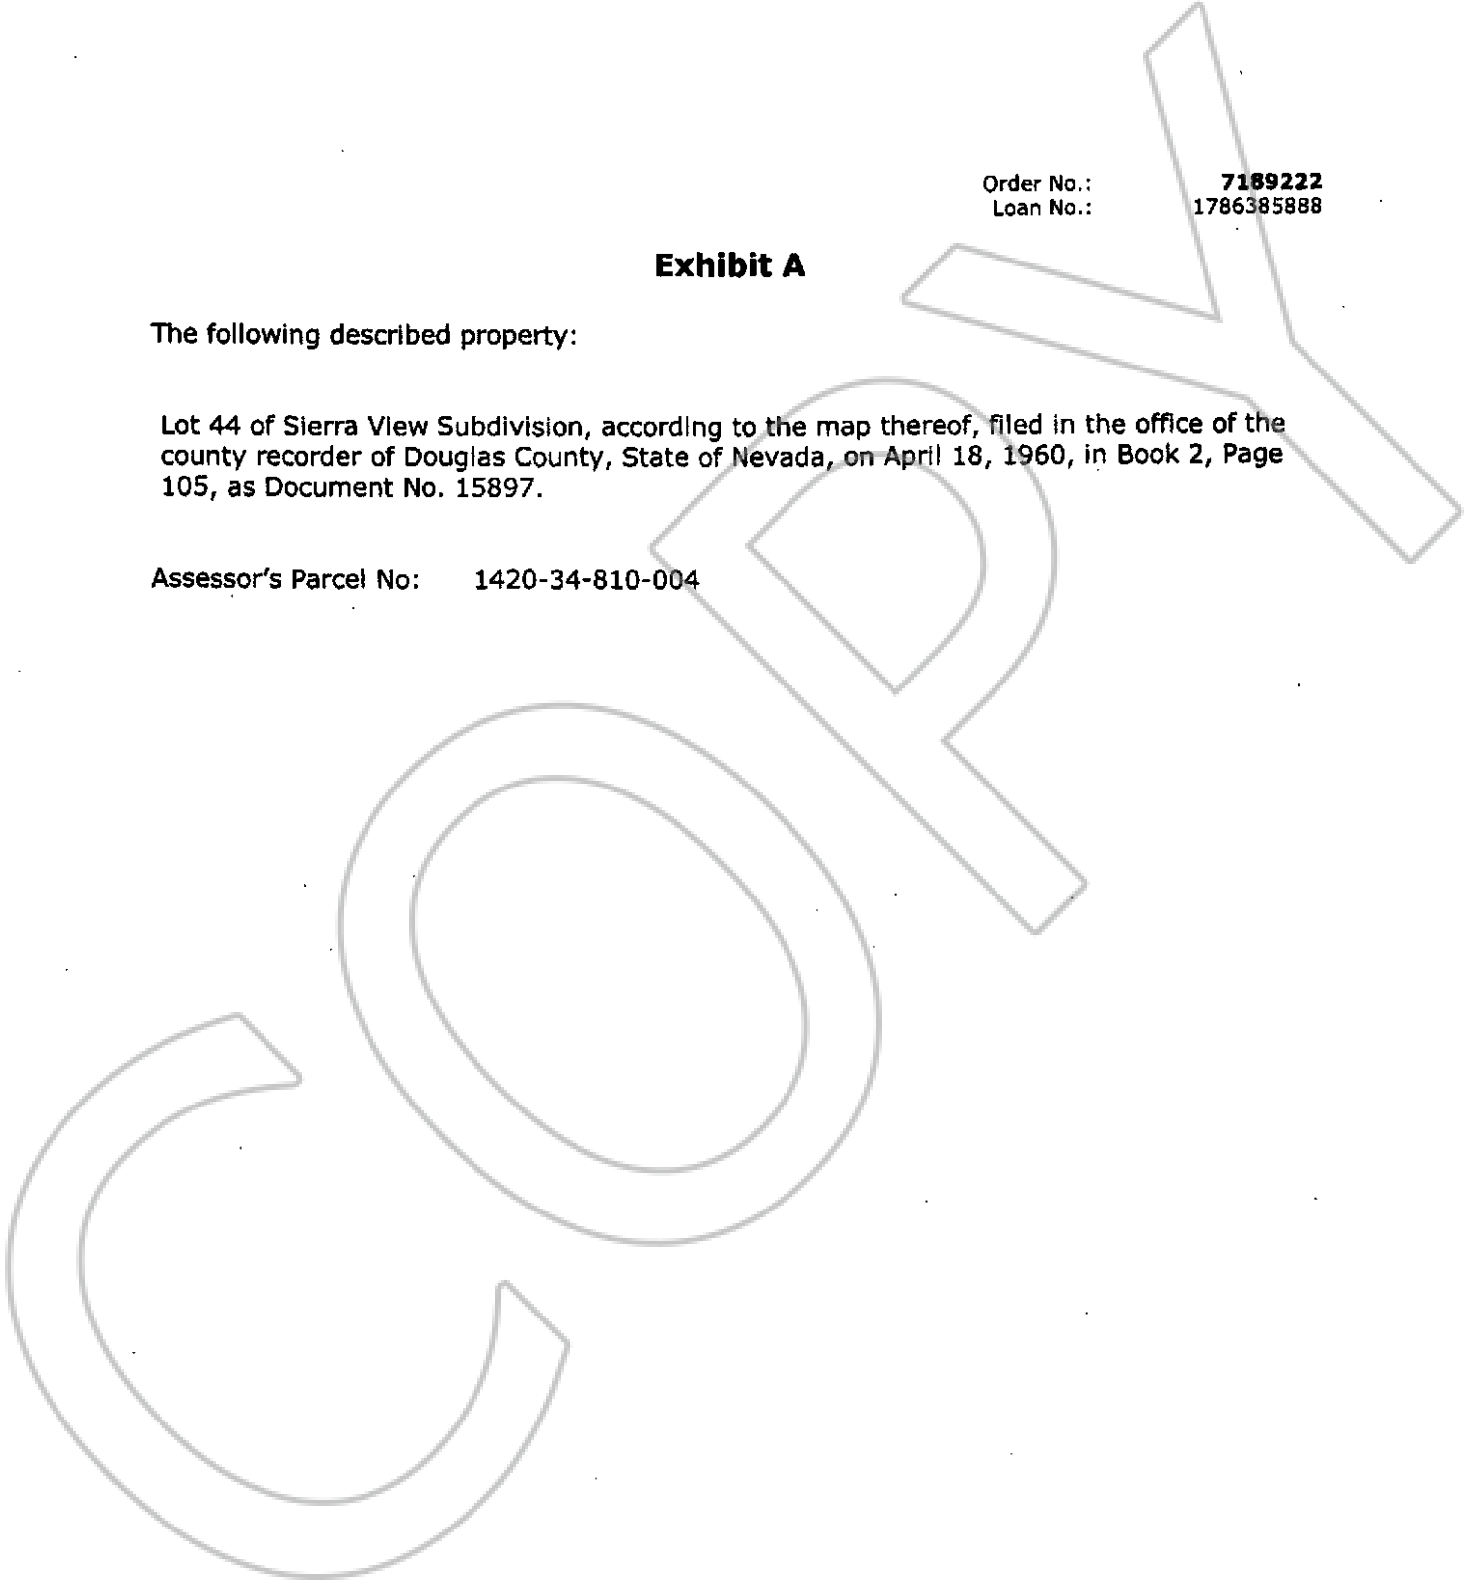 Order No.: 7189222
Loan No.: 1786385888
Exhibit A
The following described property:
Lot 44 of Sierra View Subdivision, according to the map thereof, filed in the office of the
county recorder of Douglas County, State of Nevada, on April 18, 1960, in Book 2, Page
105, as Document No. 15897.
Assessor's Parcel No: 1420-34-810-004
COPY